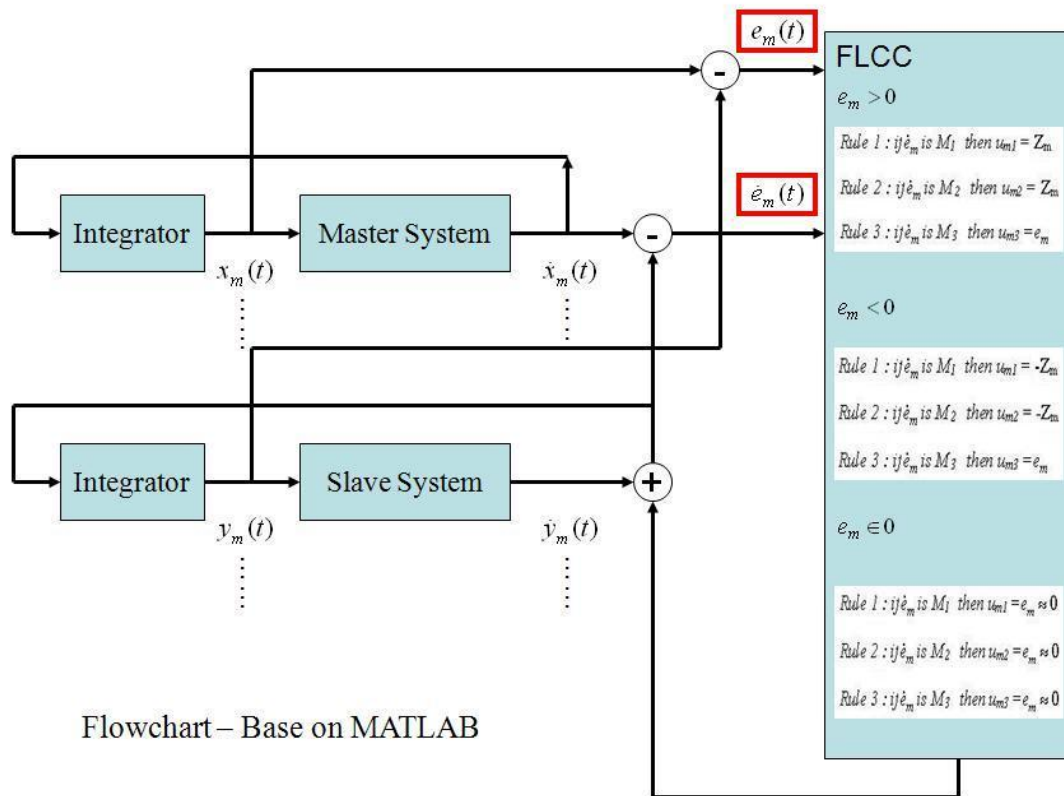 e_m(t)
-
FLCC
e_m > 0
Rule 1 : if ė_m is M_1 then u_m1 = Z_m
Rule 2 : if ė_m is M_2 then u_m2 = Z_m
Rule 3 : if ė_m is M_3 then u_m3 = e_m
ė_m(t)
Integrator
Master System
-
x_m(t)
ẋ_m(t)
e_m < 0
Rule 1 : if ė_m is M_1 then u_m1 = -Z_m
Rule 2 : if ė_m is M_2 then u_m2 = -Z_m
Rule 3 : if ė_m is M_3 then u_m3 = e_m
Integrator
Slave System
+
y_m(t)
ẏ_m(t)
e_m ∈ 0
Rule 1 : if ė_m is M_1 then u_m1 = e_m ≈ 0
Rule 2 : if ė_m is M_2 then u_m2 = e_m ≈ 0
Rule 3 : if ė_m is M_3 then u_m3 = e_m ≈ 0
Flowchart – Base on MATLAB